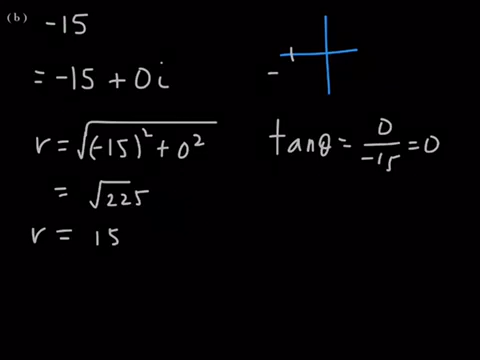 (b) -15
= -15 + 0i
r = √((-15)² + 0²)
= √225
r = 15
-
tanθ = 0/-15 = 0